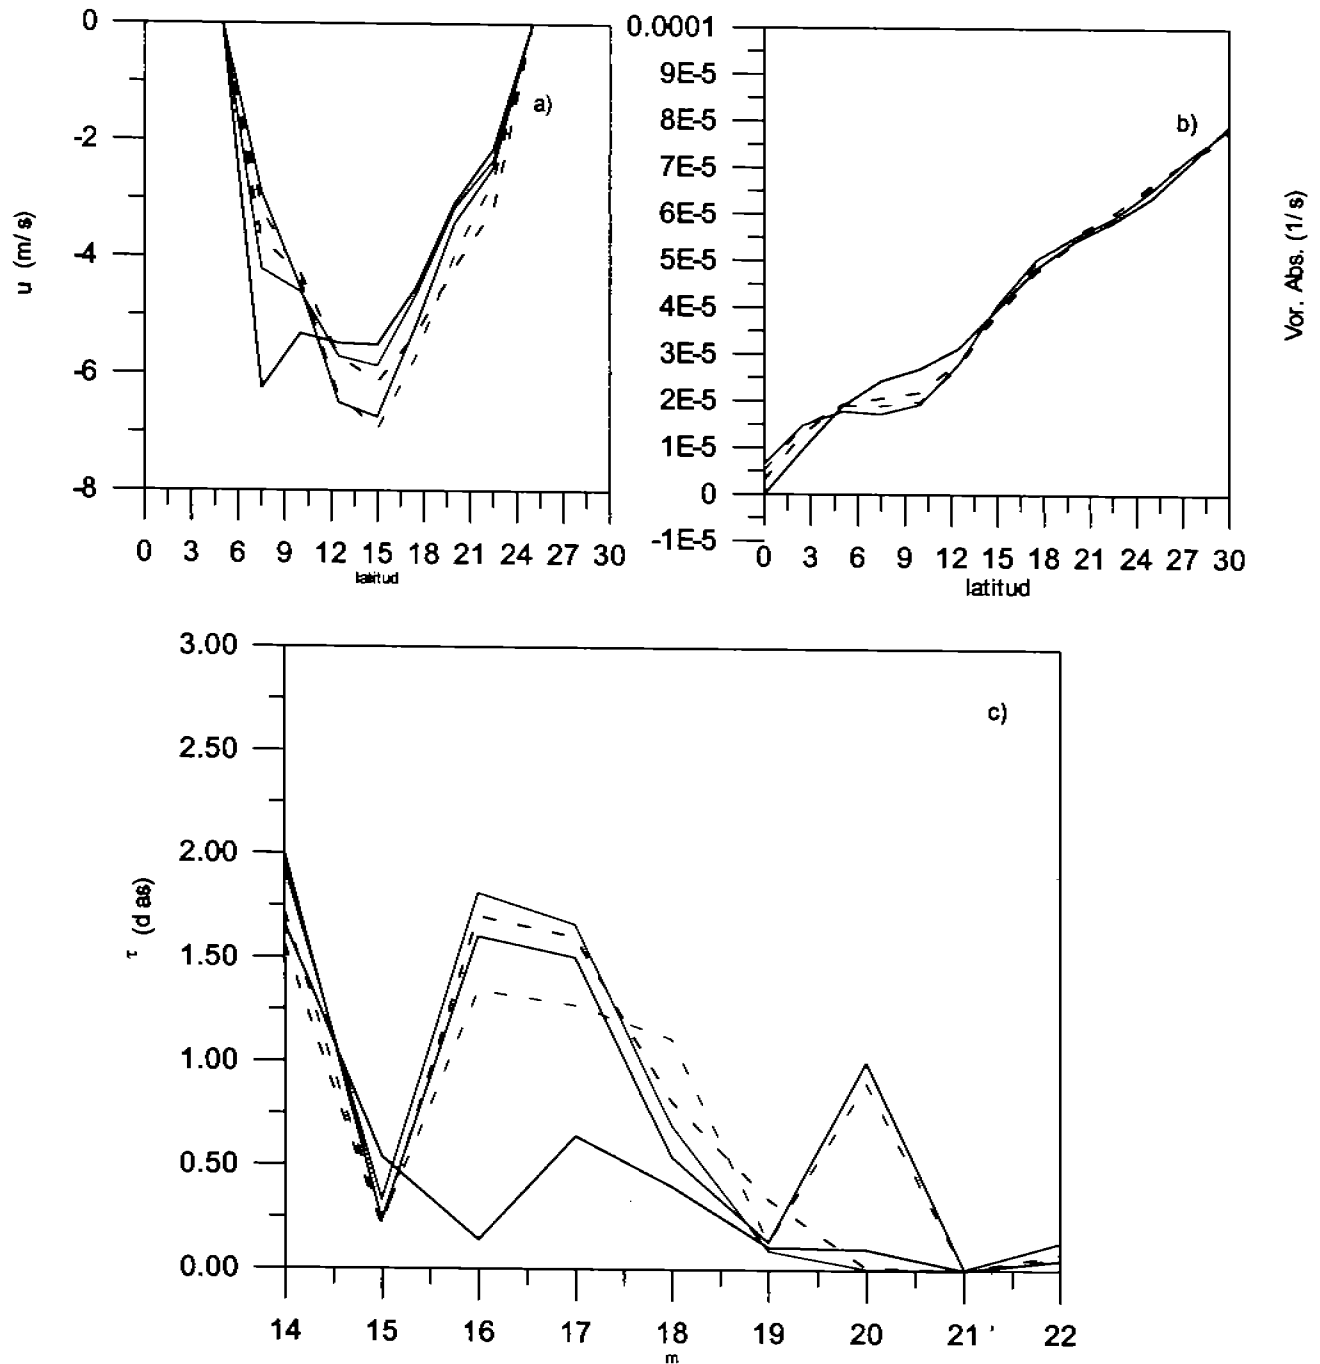 0
-2
-4
-6
-8
u (m/s)
0 3 6 9 12 15 18 21 24 27 30
latitud
a)
0.0001
9E-5
8E-5
7E-5
6E-5
5E-5
4E-5
3E-5
2E-5
1E-5
0
-1E-5
0 3 6 9 12 15 18 21 24 27 30
latitud
b)
Vor. Abs. (1/s)
3.00
2.50
2.00
1.50
1.00
0.50
0.00
τ (d as)
14 15 16 17 18 19 20 21 22
m
c)